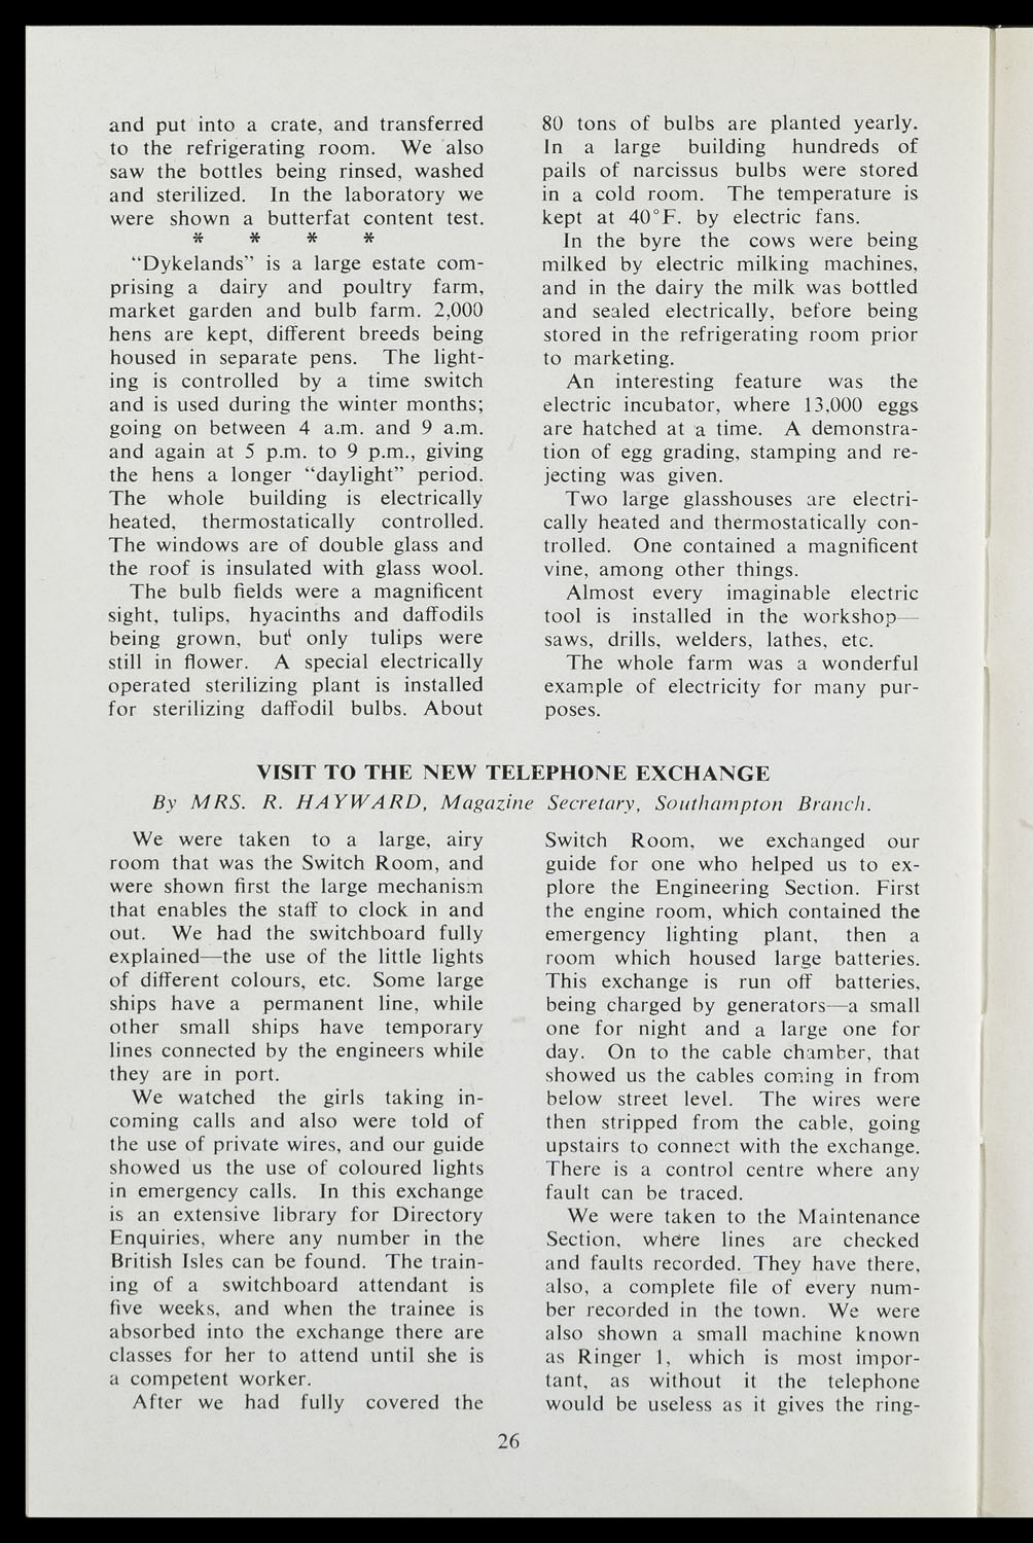 and put into a crate, and transferred
to the refrigerating room. We also
saw the bottles being rinsed, washed
and sterilized. In the laboratory we
were shown a butterfat content test.
* * * *
"Dykelands" is a large estate com-
prising a dairy and poultry farm,
market garden and bulb farm. 2,000
hens are kept, different breeds being
housed in separate pens. The light-
ing is controlled by a time switch
and is used during the winter months;
going on between 4 a.m. and 9 a.m.
and again at 5 p.m. to 9 p.m., giving
the hens a longer "daylight" period.
The whole building is electrically
heated, thermostatically controlled.
The windows are of double glass and
the roof is insulated with glass wool.
The bulb fields were a magnificent
sight, tulips, hyacinths and daffodils
being grown, but only tulips were
still in flower. A special electrically
operated sterilizing plant is installed
for sterilizing daffodil bulbs. About
80 tons of bulbs are planted yearly.
In a large building hundreds of
pails of narcissus bulbs were stored
in a cold room. The temperature is
kept at 40°F. by electric fans.
In the byre the cows were being
milked by electric milking machines,
and in the dairy the milk was bottled
and sealed electrically, before being
stored in the refrigerating room prior
to marketing.
An interesting feature was the
electric incubator, where 13,000 eggs
are hatched at a time. A demonstra-
tion of egg grading, stamping and re-
jecting was given.
Two large glasshouses are electri-
cally heated and thermostatically con-
trolled. One contained a magnificent
vine, among other things.
Almost every imaginable electric
tool is installed in the workshop—
saws, drills, welders, lathes, etc.
The whole farm was a wonderful
example of electricity for many pur-
poses.
VISIT TO THE NEW TELEPHONE EXCHANGE
By MRS. R. HAYWARD, Magazine Secretary, Southampton Branch.
We were taken to a large, airy
room that was the Switch Room, and
were shown first the large mechanism
that enables the staff to clock in and
out. We had the switchboard fully
explained—the use of the little lights
of different colours, etc. Some large
ships have a permanent line, while
other small ships have temporary
lines connected by the engineers while
they are in port.
We watched the girls taking in-
coming calls and also were told of
the use of private wires, and our guide
showed us the use of coloured lights
in emergency calls. In this exchange
is an extensive library for Directory
Enquiries, where any number in the
British Isles can be found. The train-
ing of a switchboard attendant is
five weeks, and when the trainee is
absorbed into the exchange there are
classes for her to attend until she is
a competent worker.
After we had fully covered the
Switch Room, we exchanged our
guide for one who helped us to ex-
plore the Engineering Section. First
the engine room, which contained the
emergency lighting plant, then a
room which housed large batteries.
This exchange is run off batteries,
being charged by generators—a small
one for night and a large one for
day. On to the cable chamber, that
showed us the cables coming in from
below street level. The wires were
then stripped from the cable, going
upstairs to connect with the exchange.
There is a control centre where any
fault can be traced.
We were taken to the Maintenance
Section, where lines are checked
and faults recorded. They have there,
also, a complete file of every num-
ber recorded in the town. We were
also shown a small machine known
as Ringer 1, which is most impor-
tant, as without it the telephone
would be useless as it gives the ring-
26